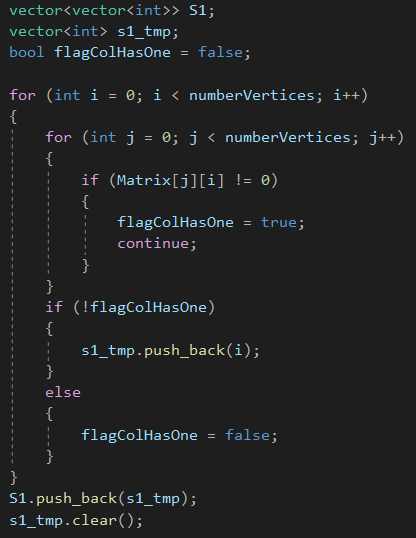 vector<vector<int>> S1;
vector<int> s1_tmp;
bool flagColHasOne = false;
for (int i = 0; i < numberVertices; i++)
{
for (int j = 0; j < numberVertices; j++)
{
if (Matrix[j][i] != 0)
{
flagColHasOne = true;
continue;
}
}
if (!flagColHasOne)
{
s1_tmp.push_back(i);
}
else
{
flagColHasOne = false;
}
}
S1.push_back(s1_tmp);
s1_tmp.clear();